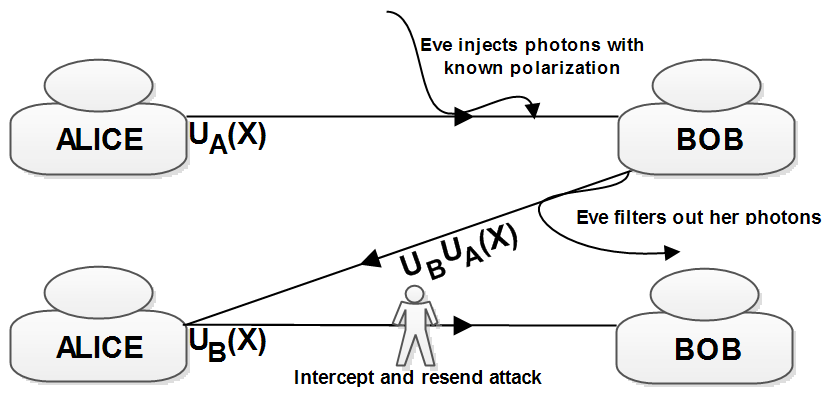 Eve injects photons with
known polarization
ALICE
UA(X)
BOB
Eve filters out her photons
UBUA(X)
ALICE
UB(X)
BOB
Intercept and resend attack